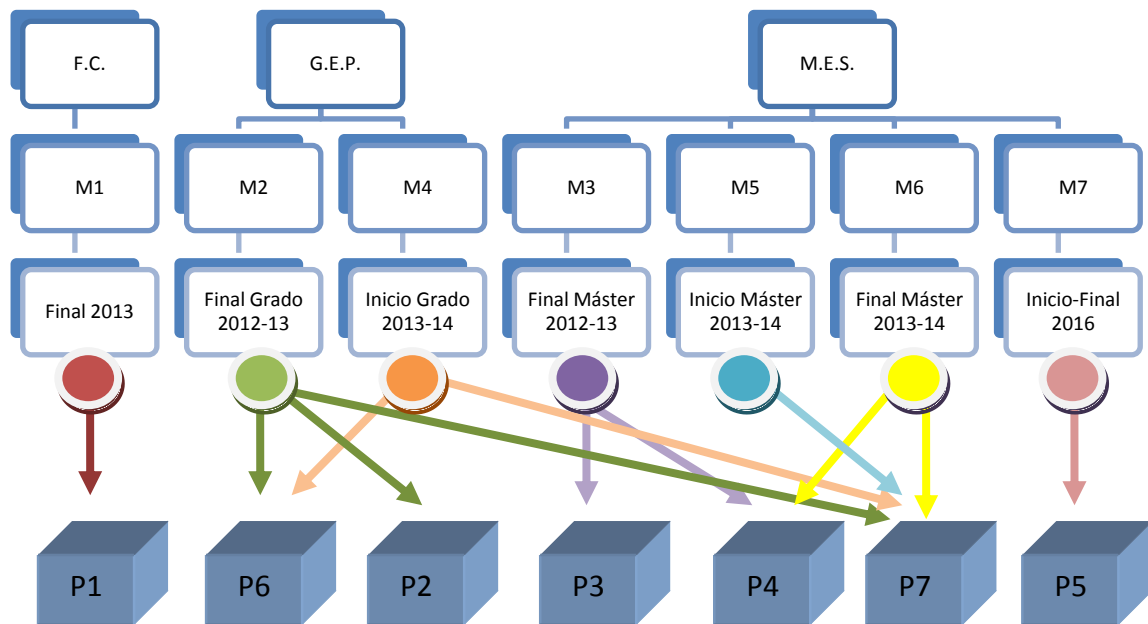 F.C.
G.E.P.
M.E.S.
M1
M2
M4
M3
M5
M6
M7
Final 2013
Final Grado
2012-13
Inicio Grado
2013-14
Final Máster
2012-13
Inicio Máster
2013-14
Final Máster
2013-14
Inicio-Final
2016
P1
P6
P2
P3
P4
P7
P5